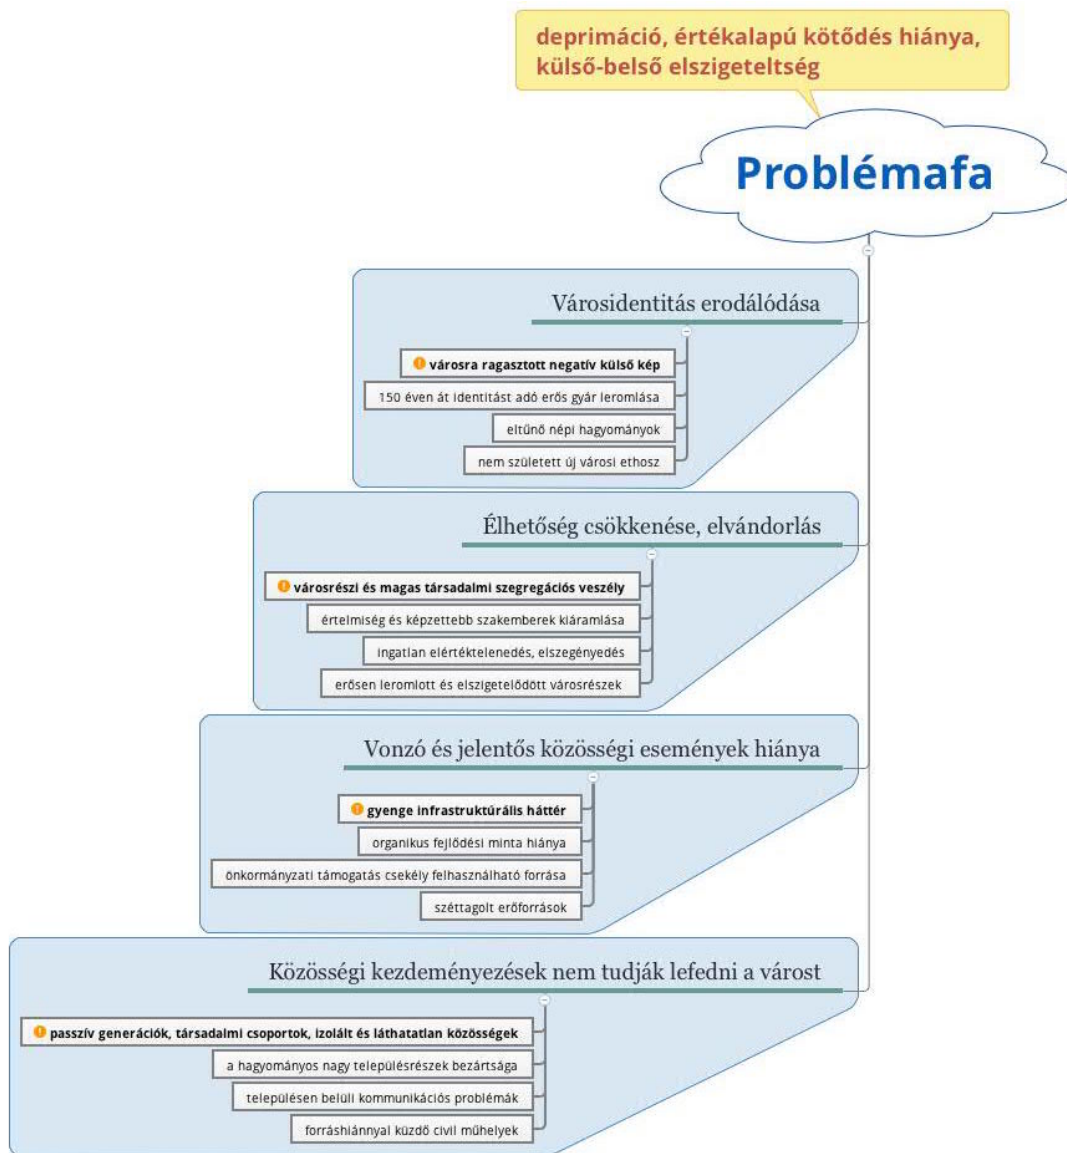 deprimáció, értékalapú kötődés hiánya,
külső-belső elszigeteltség
Problémafa
Városidentitás erodálódása
városra ragasztott negatív külső kép
150 éven át identitást adó erős gyár leromlása
eltűnő népi hagyományok
nem született új városi ethosz
Élhetőség csökkenése, elvándorlás
városrészi és magas társadalmi szegregációs veszély
értelmiség és képzettebb szakemberek kiáramlása
ingatlan elértéktelenedés, elszegényedés
erősen leromlott és elszigetelődött városrészek
Vonzó és jelentős közösségi események hiánya
gyenge infrastruktúrális háttér
organikus fejlődési minta hiánya
önkormányzati támogatás csekély felhasználható forrása
széttagolt erőforrások
Közösségi kezdeményezések nem tudják lefedni a várost
passzív generációk, társadalmi csoportok, izolált és láthatatlan közösségek
a hagyományos nagy településrészek bezártsága
településen belüli kommunikációs problémák
forráshiánnyal küzdő civil műhelyek